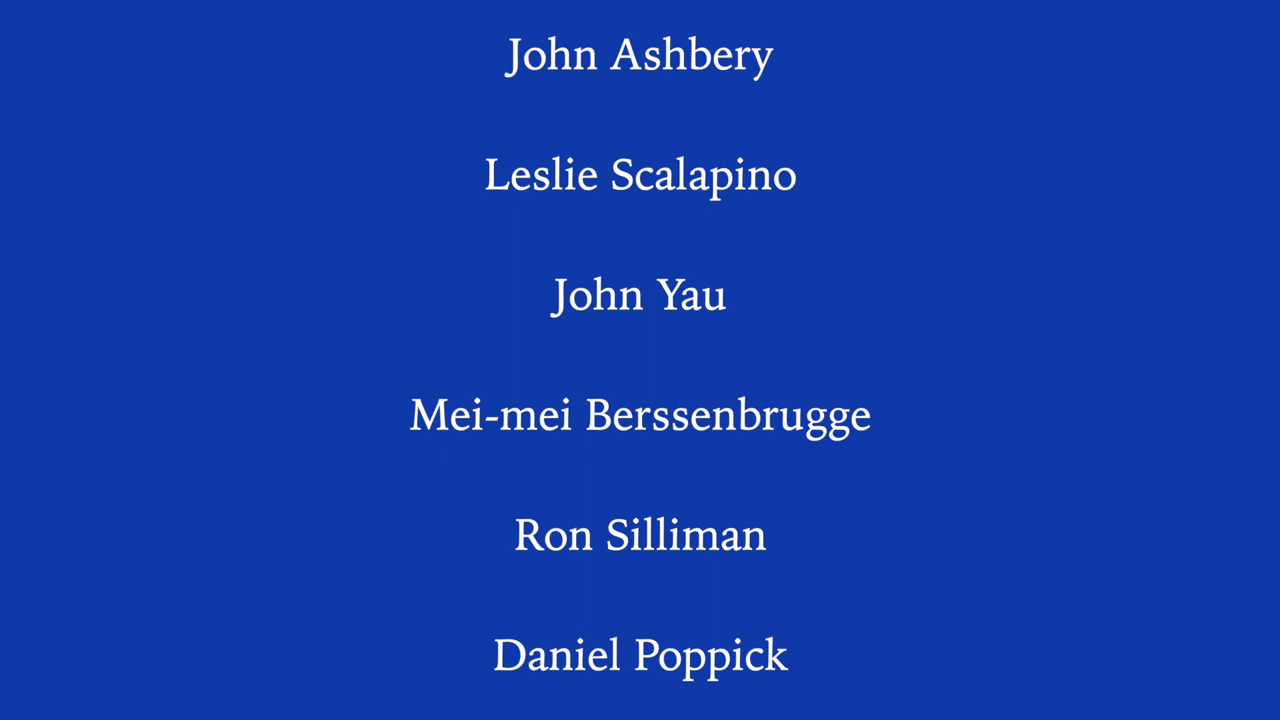 John Ashbery
Leslie Scalapino
John Yau
Mei-mei Berssenbrugge
Ron Silliman
Daniel Poppick